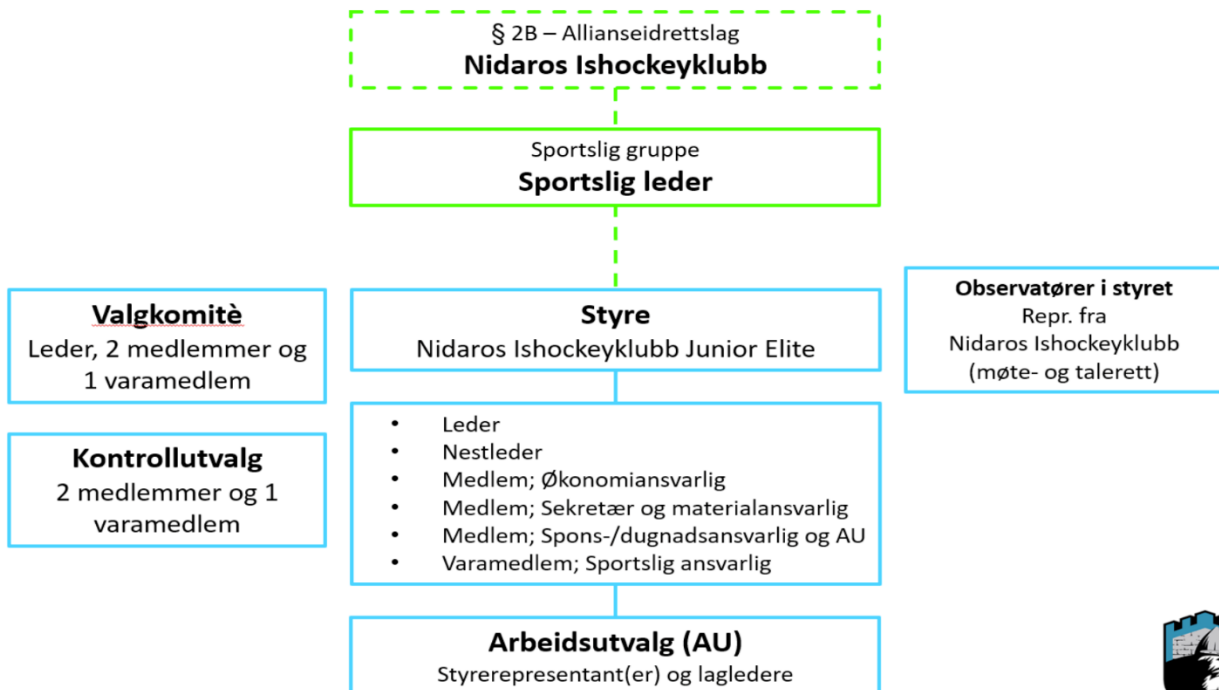 § 2B – Allianseidrettslag
Nidaros Ishockeyklubb
Sportslig gruppe
Sportslig leder
Valgkomitè
Leder, 2 medlemmer og
1 varamedlem
Kontrollutvalg
2 medlemmer og 1
varamedlem
Styre
Nidaros Ishockeyklubb Junior Elite
• Leder
• Nestleder
• Medlem; Økonomiansvarlig
• Medlem; Sekretær og materialansvarlig
• Medlem; Spons-/dugnadsansvarlig og AU
• Varamedlem; Sportslig ansvarlig
Arbeidsutvalg (AU)
Styrerepresentant(er) og lagledere
Observatører i styret
Repr. fra
Nidaros Ishockeyklubb
(møte- og talerett)